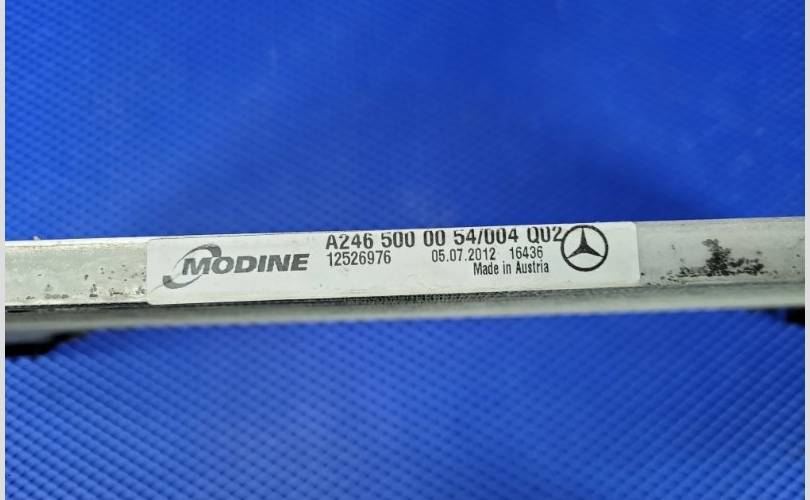 MODINE
A246 500 00 54/004 Q02
12526976 05.07.2012 16436
Made in Austria